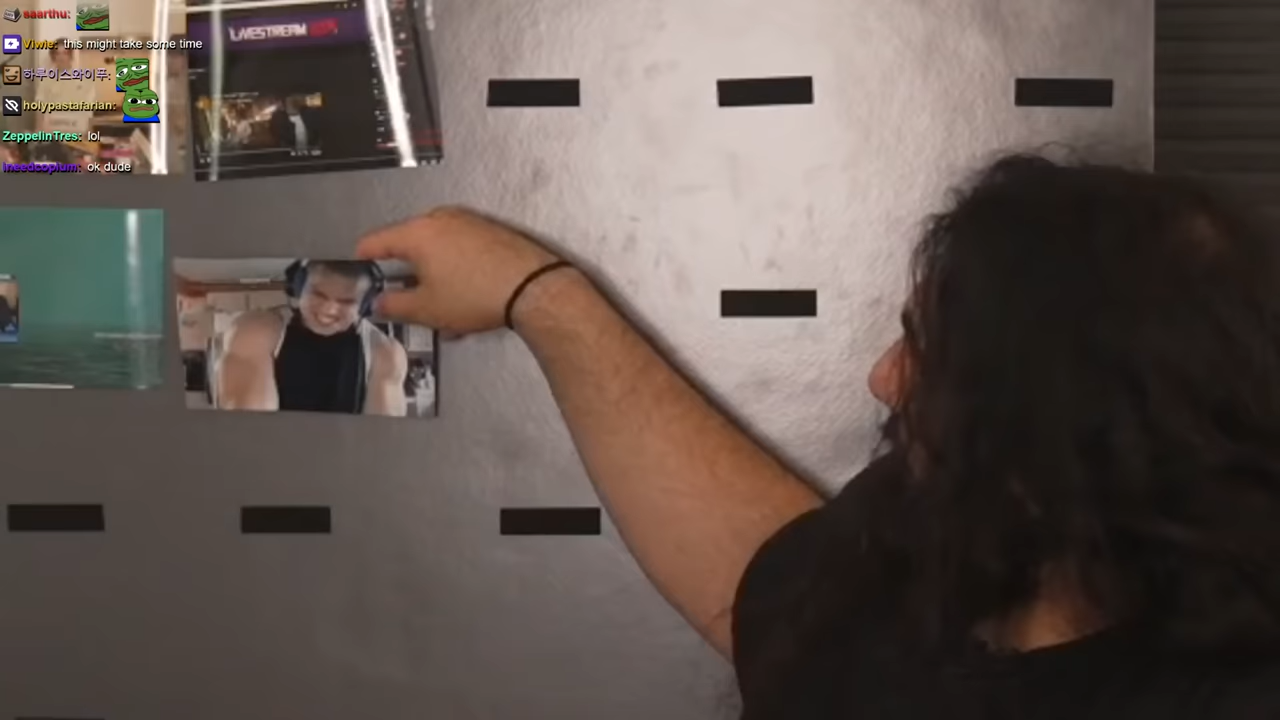 saarthu:
Viwie: this might take some time
하루이스와이푸:
holypastafarian:
ZeppelinTres: lol
Ineedcopium: ok dude
LIVESTREAM